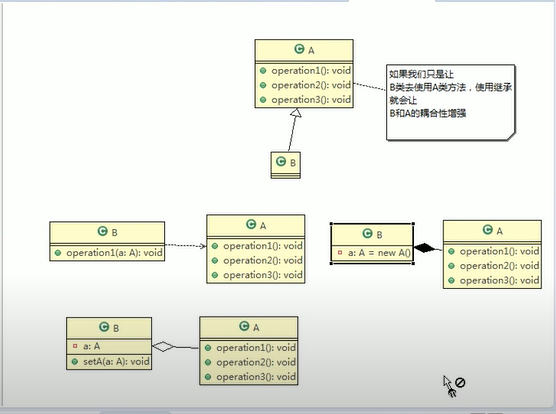 A
operation1(): void
operation2(): void
operation3(): void
如果我们只是让
B类去使用A类方法，使用继承
就会让
B和A的耦合性增强
B
B
operation1(a: A): void
A
operation1(): void
operation2(): void
operation3(): void
B
a: A = new A()
A
operation1(): void
operation2(): void
operation3(): void
B
a: A
setA(a: A): void
A
operation1(): void
operation2(): void
operation3(): void